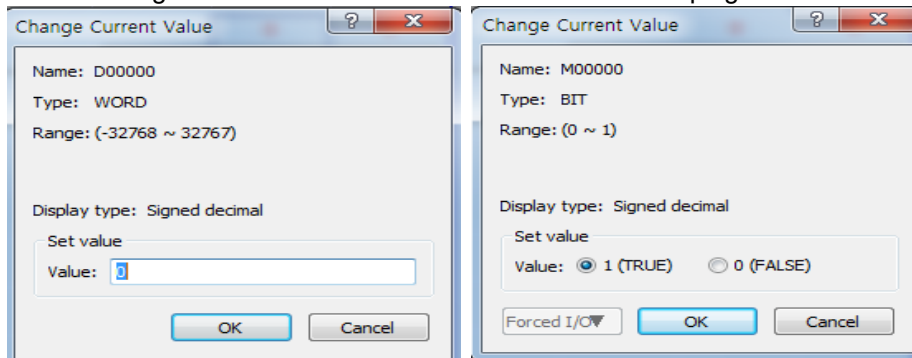 Change Current Value
Name: D00000
Type: WORD
Range: (-32768 ~ 32767)
Display type: Signed decimal
Set value
Value: 0
OK Cancel
Change Current Value
Name: M00000
Type: BIT
Range: (0 ~ 1)
Display type: Signed decimal
Set value
Value: 1 (TRUE) 0 (FALSE)
Forced I/O OK Cancel